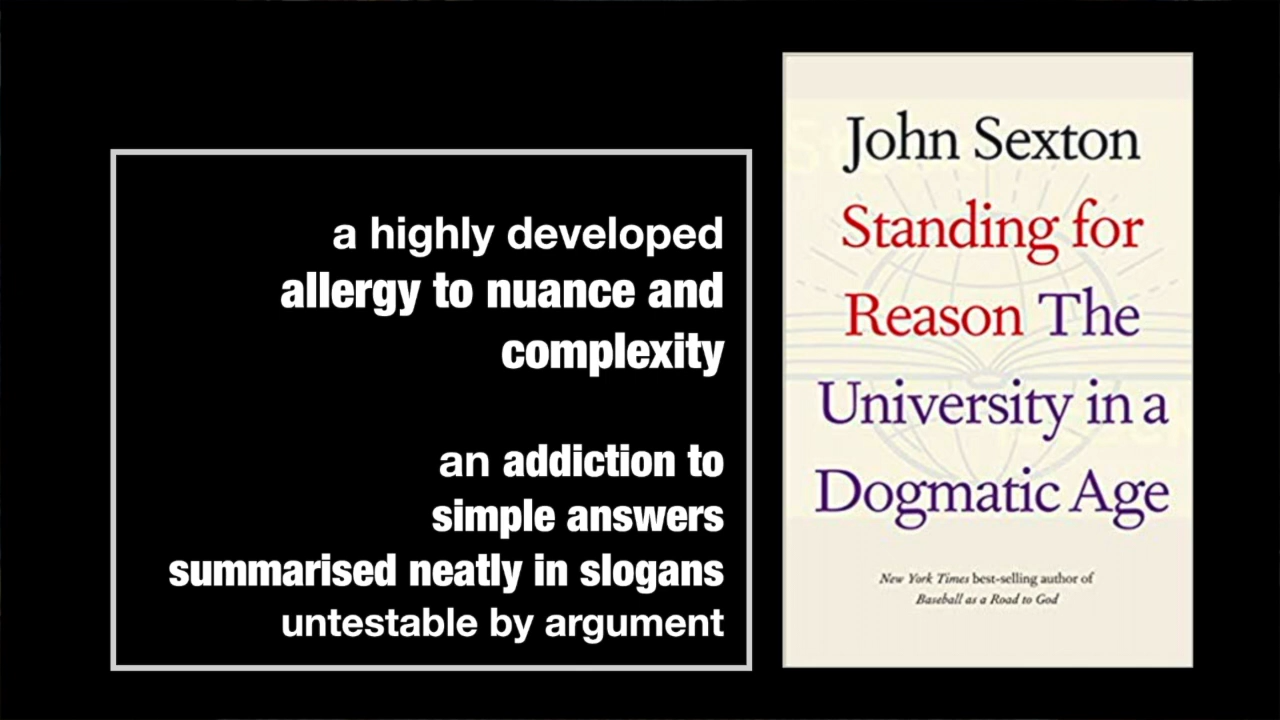 a highly developed
allergy to nuance and
complexity
an addiction to
simple answers
summarised neatly in slogans
untestable by argument
John Sexton
Standing for
Reason The
University in a
Dogmatic Age
New York Times best-selling author of
Baseball as a Road to God